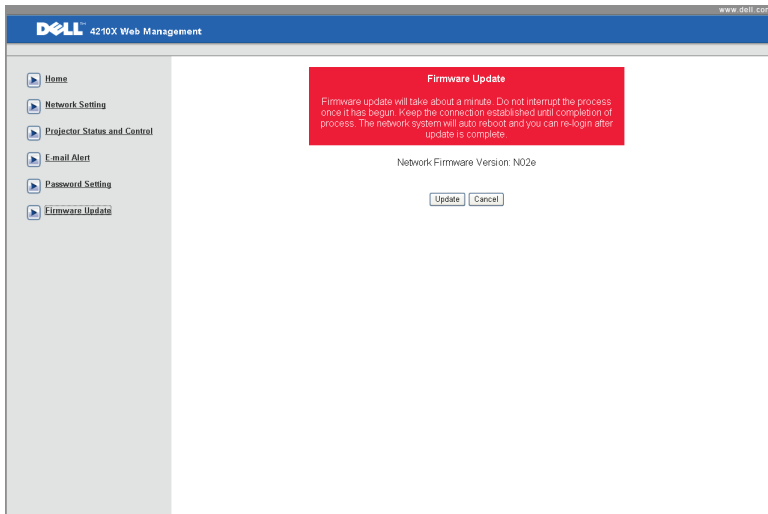 www.dell.com
DELL™ 4210X Web Management
Home
Network Setting
Projector Status and Control
E-mail Alert
Password Setting
Firmware Update
Firmware Update
Firmware update will take about a minute. Do not interrupt the process
once it has begun. Keep the connection established until completion of
process. The network system will auto reboot and you can re-login after
update is complete.
Network Firmware Version: N02e
Update Cancel